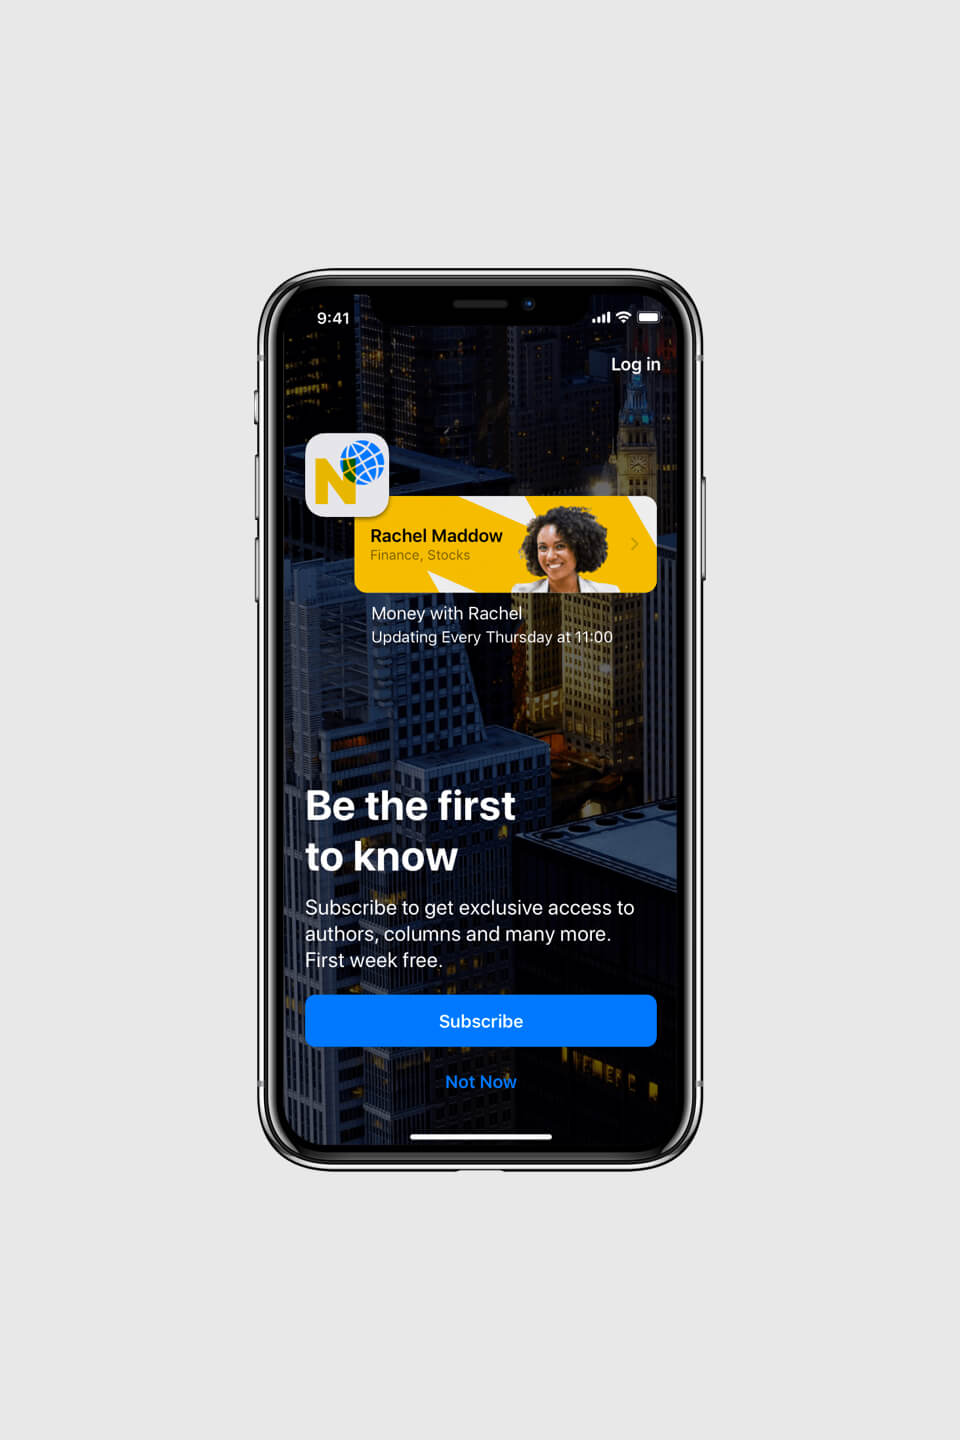 9:41
Log in
N
Rachel Maddow
Finance, Stocks
Money with Rachel
Updating Every Thursday at 11:00
Be the first
to know
Subscribe to get exclusive access to
authors, columns and many more.
First week free.
Subscribe
Not Now